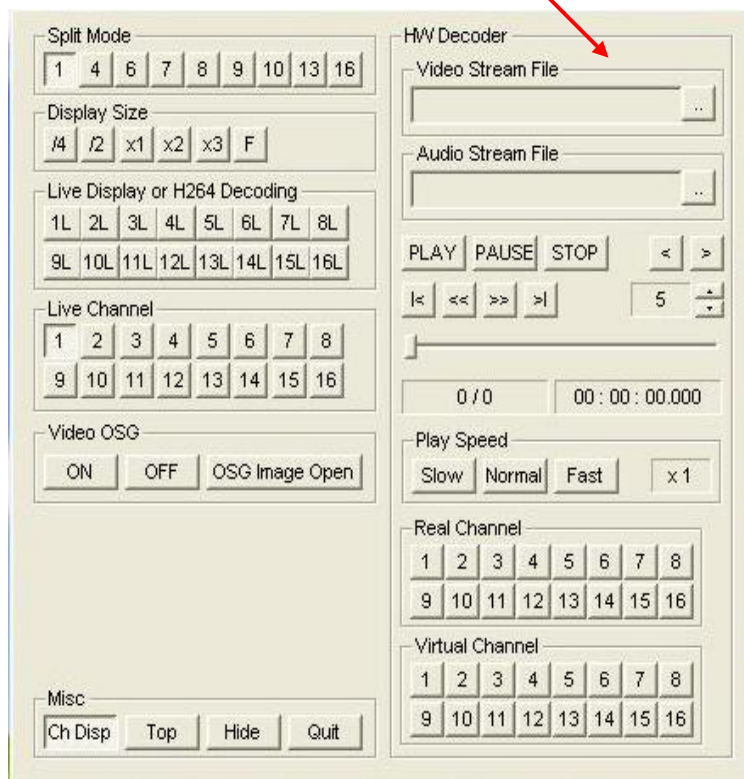 Split Mode
1 4 6 7 8 9 10 13 16
Display Size
/4 /2 x1 x2 x3 F
Live Display or H264 Decoding
1L 2L 3L 4L 5L 6L 7L 8L
9L 10L 11L 12L 13L 14L 15L 16L
Live Channel
1 2 3 4 5 6 7 8
9 10 11 12 13 14 15 16
Video OSG
ON OFF OSG Image Open
Misc
Ch Disp Top Hide Quit
HW Decoder
Video Stream File
..
Audio Stream File
..
PLAY PAUSE STOP < >
|< << >> >| 5
0 / 0 00 : 00 : 00.000
Play Speed
Slow Normal Fast x 1
Real Channel
1 2 3 4 5 6 7 8
9 10 11 12 13 14 15 16
Virtual Channel
1 2 3 4 5 6 7 8
9 10 11 12 13 14 15 16